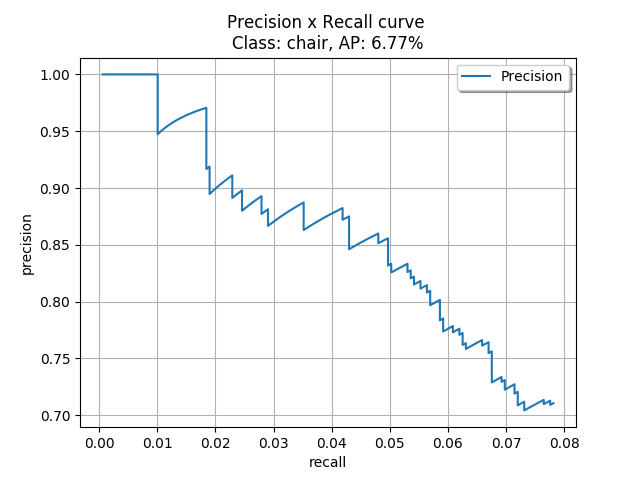 Precision x Recall curve
Class: chair, AP: 6.77%
Precision
1.00
0.95
0.90
0.85
0.80
0.75
0.70
precision
0.00 0.01 0.02 0.03 0.04 0.05 0.06 0.07 0.08
recall